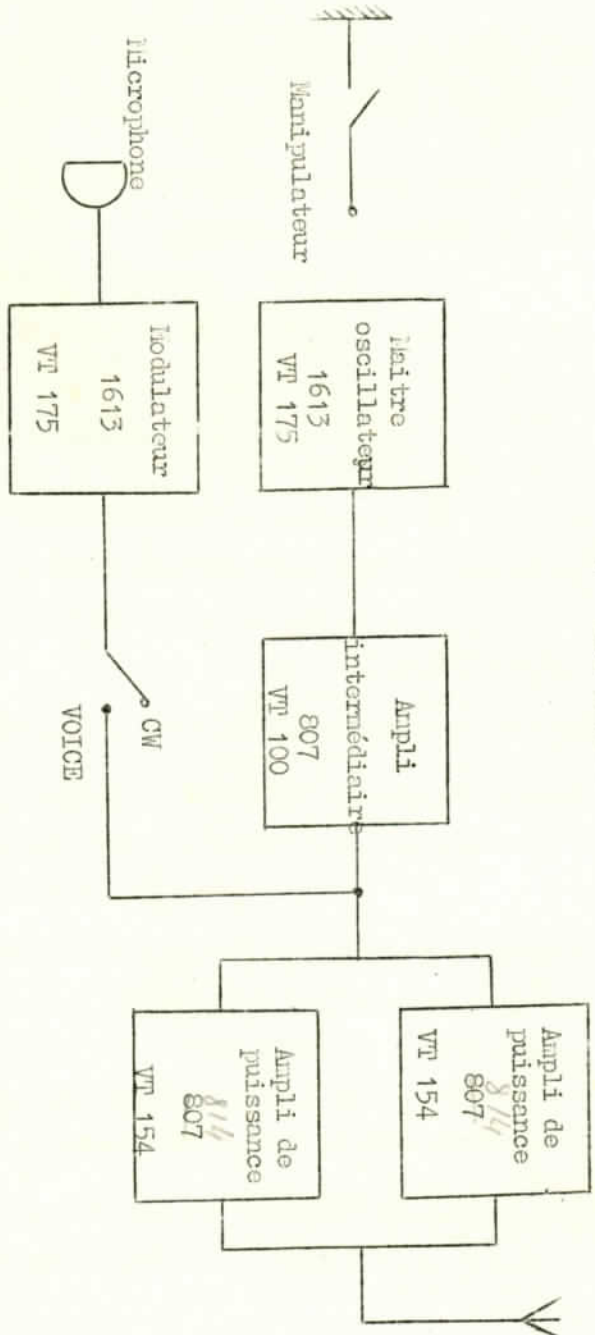 Manipulateur
Maître
oscillateur
1613
VT 175
Ampli
intermédiaire
807
VT 100
Ampli de
puissance
814
807
VT 154
Ampli de
puissance
814
807
VT 154
Microphone
Modulateur
1613
VT 175
CW
VOICE